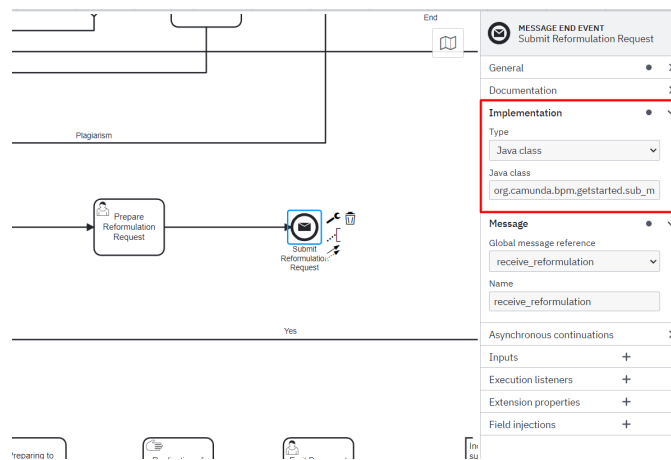 End
MESSAGE END EVENT
Submit Reformulation Request
General
Documentation
Implementation
Type
Java class
Java class
org.camunda.bpm.getstarted.sub_m
Message
Global message reference
receive_reformulation
Name
receive_reformulation
Asynchronous continuations
Inputs
Execution listeners
Extension properties
Field injections
Plagiarism
Prepare
Reformulation
Request
Submit
Reformulation
Request
Yes
Preparing to